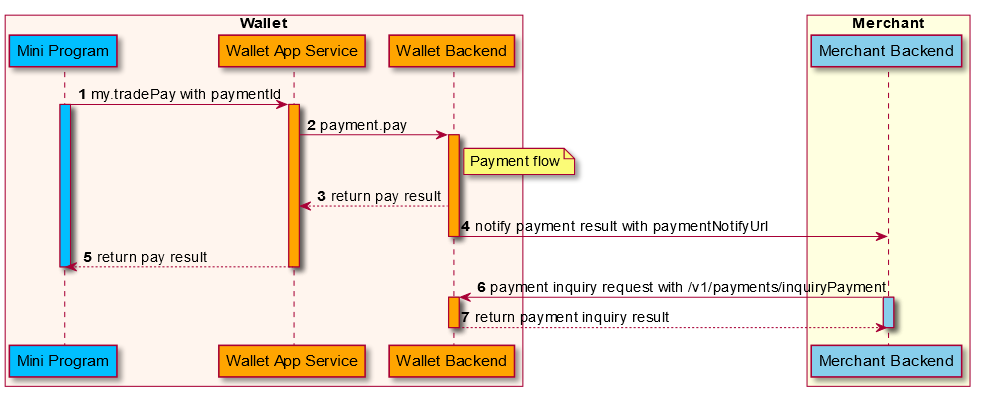 Wallet
Merchant
Mini Program
Wallet App Service
Wallet Backend
Merchant Backend
1 my.tradePay with paymentId
2 payment.pay
Payment flow
3 return pay result
4 notify payment result with paymentNotifyUrl
5 return pay result
6 payment inquiry request with /v1/payments/inquiryPayment
7 return payment inquiry result
Mini Program
Wallet App Service
Wallet Backend
Merchant Backend